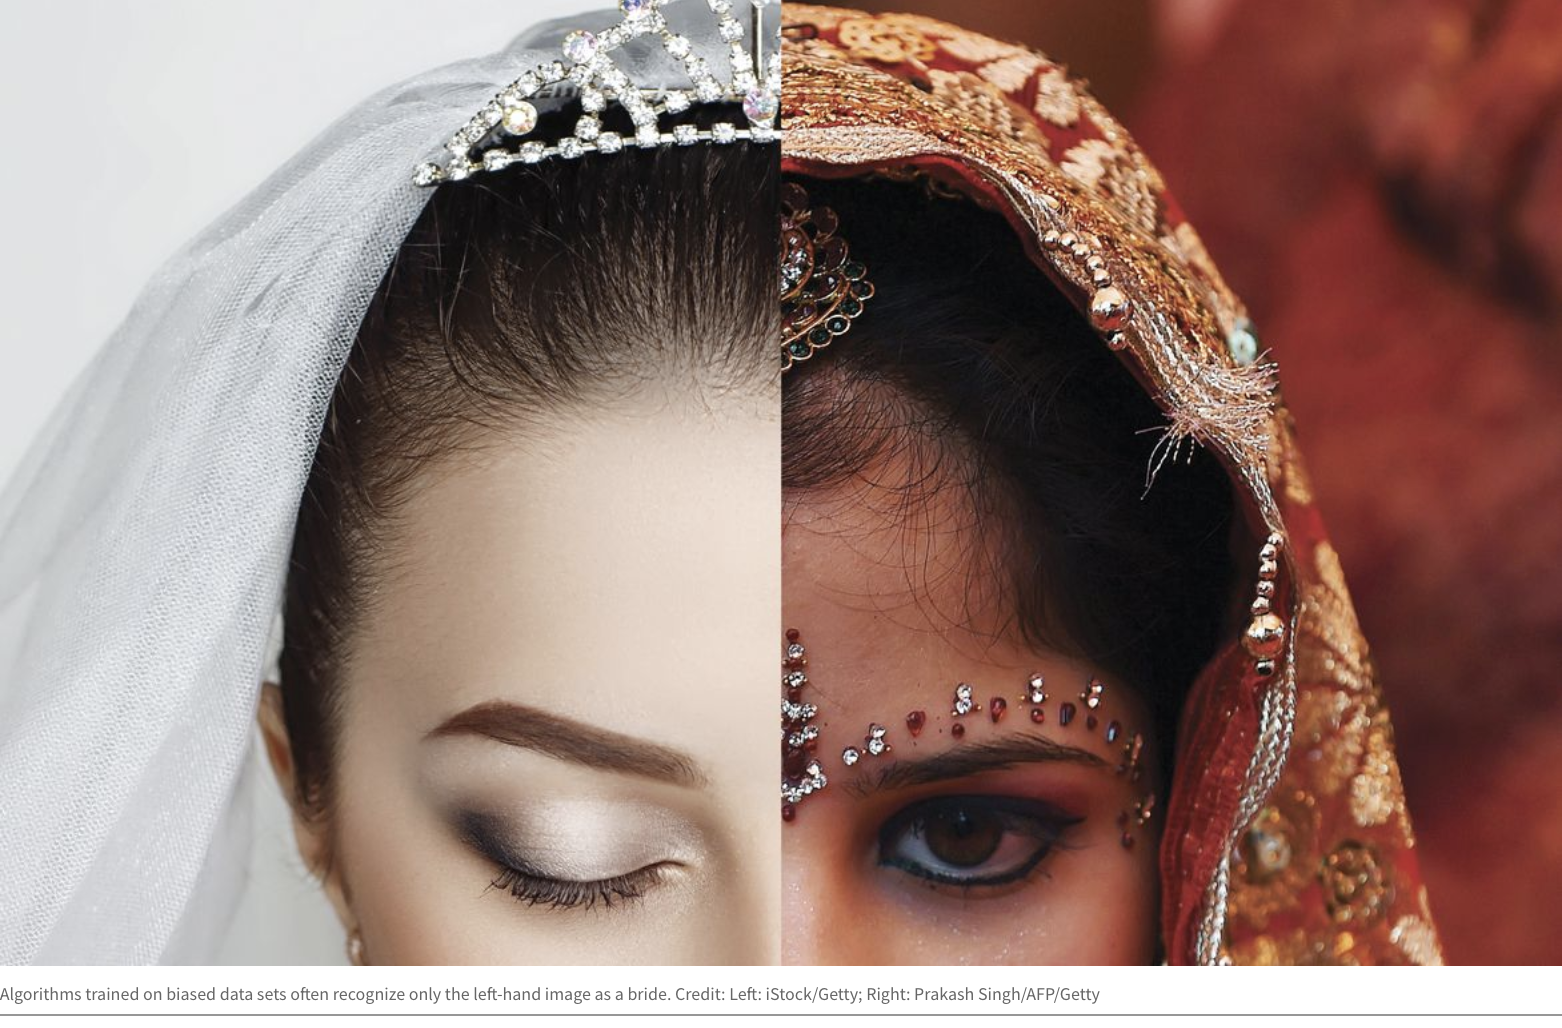 Algorithms trained on biased data sets often recognize only the left-hand image as a bride. Credit: Left: iStock/Getty; Right: Prakash Singh/AFP/Getty